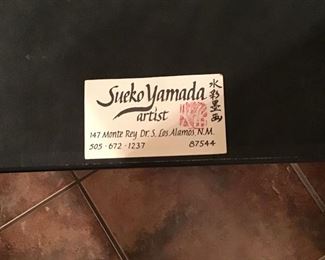 Sueko Yamada
artist
水彩墨画
147 Monte Rey Dr. S. Los Alamos, N.M.
505-672-1237 87544